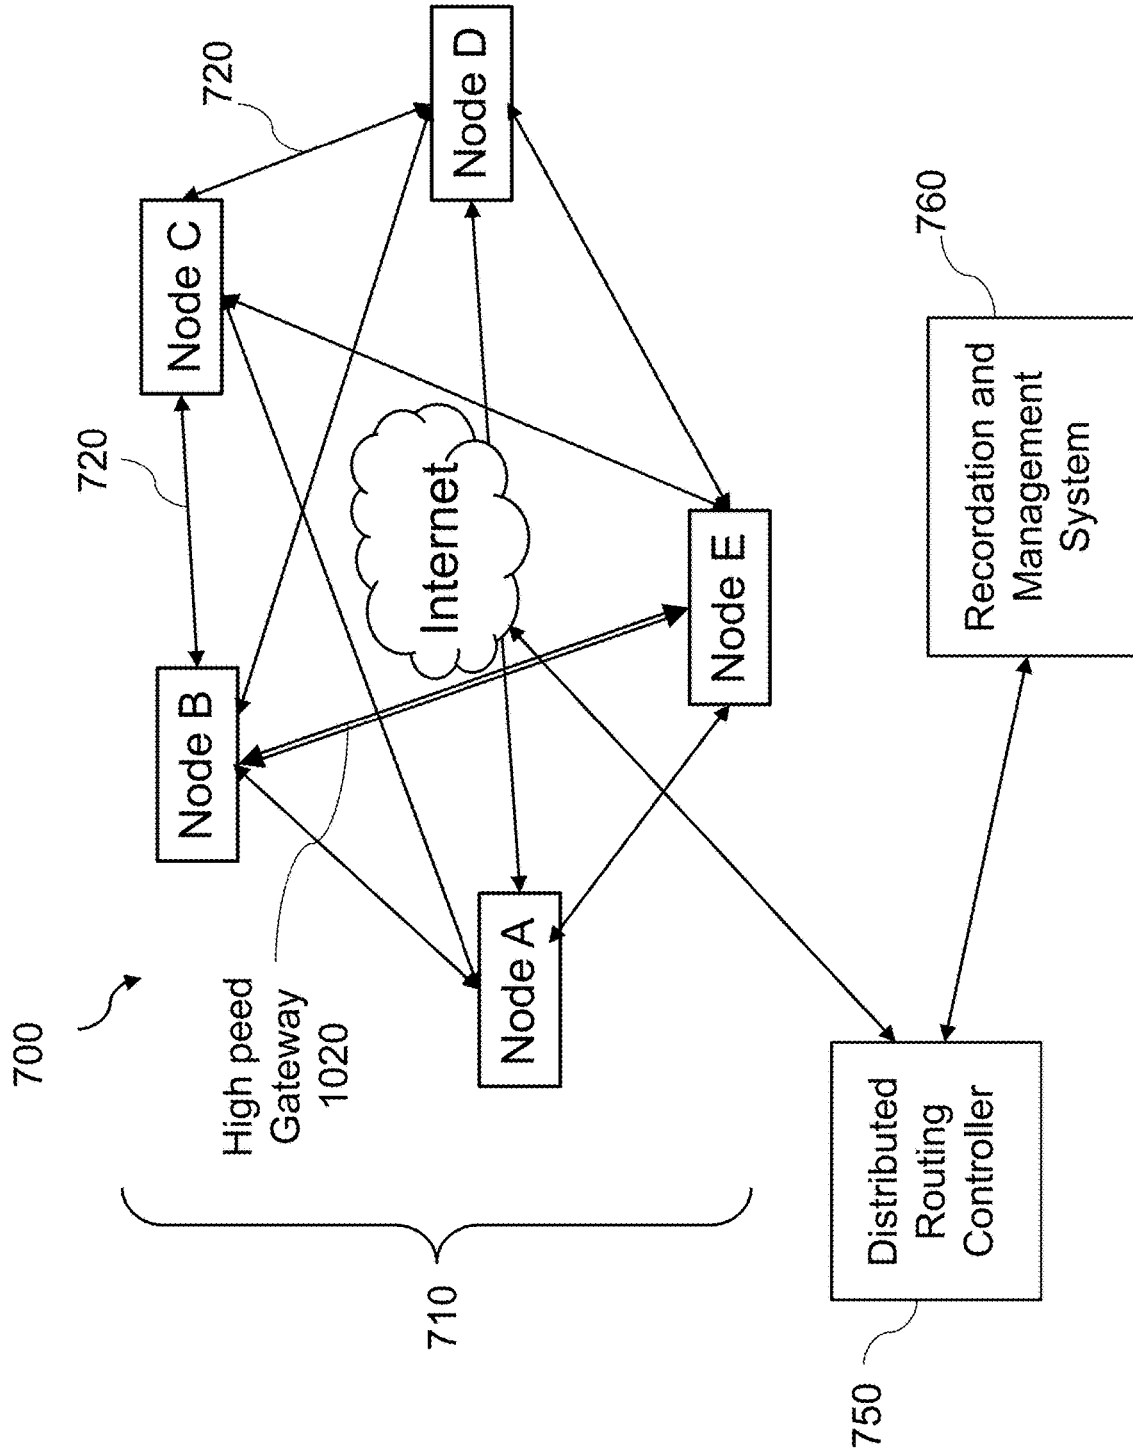 700
720
720
Node B
Node C
Node D
High peed
Gateway
1020
Internet
Node A
Node E
710
750
Distributed
Routing
Controller
760
Recordation and
Management
System